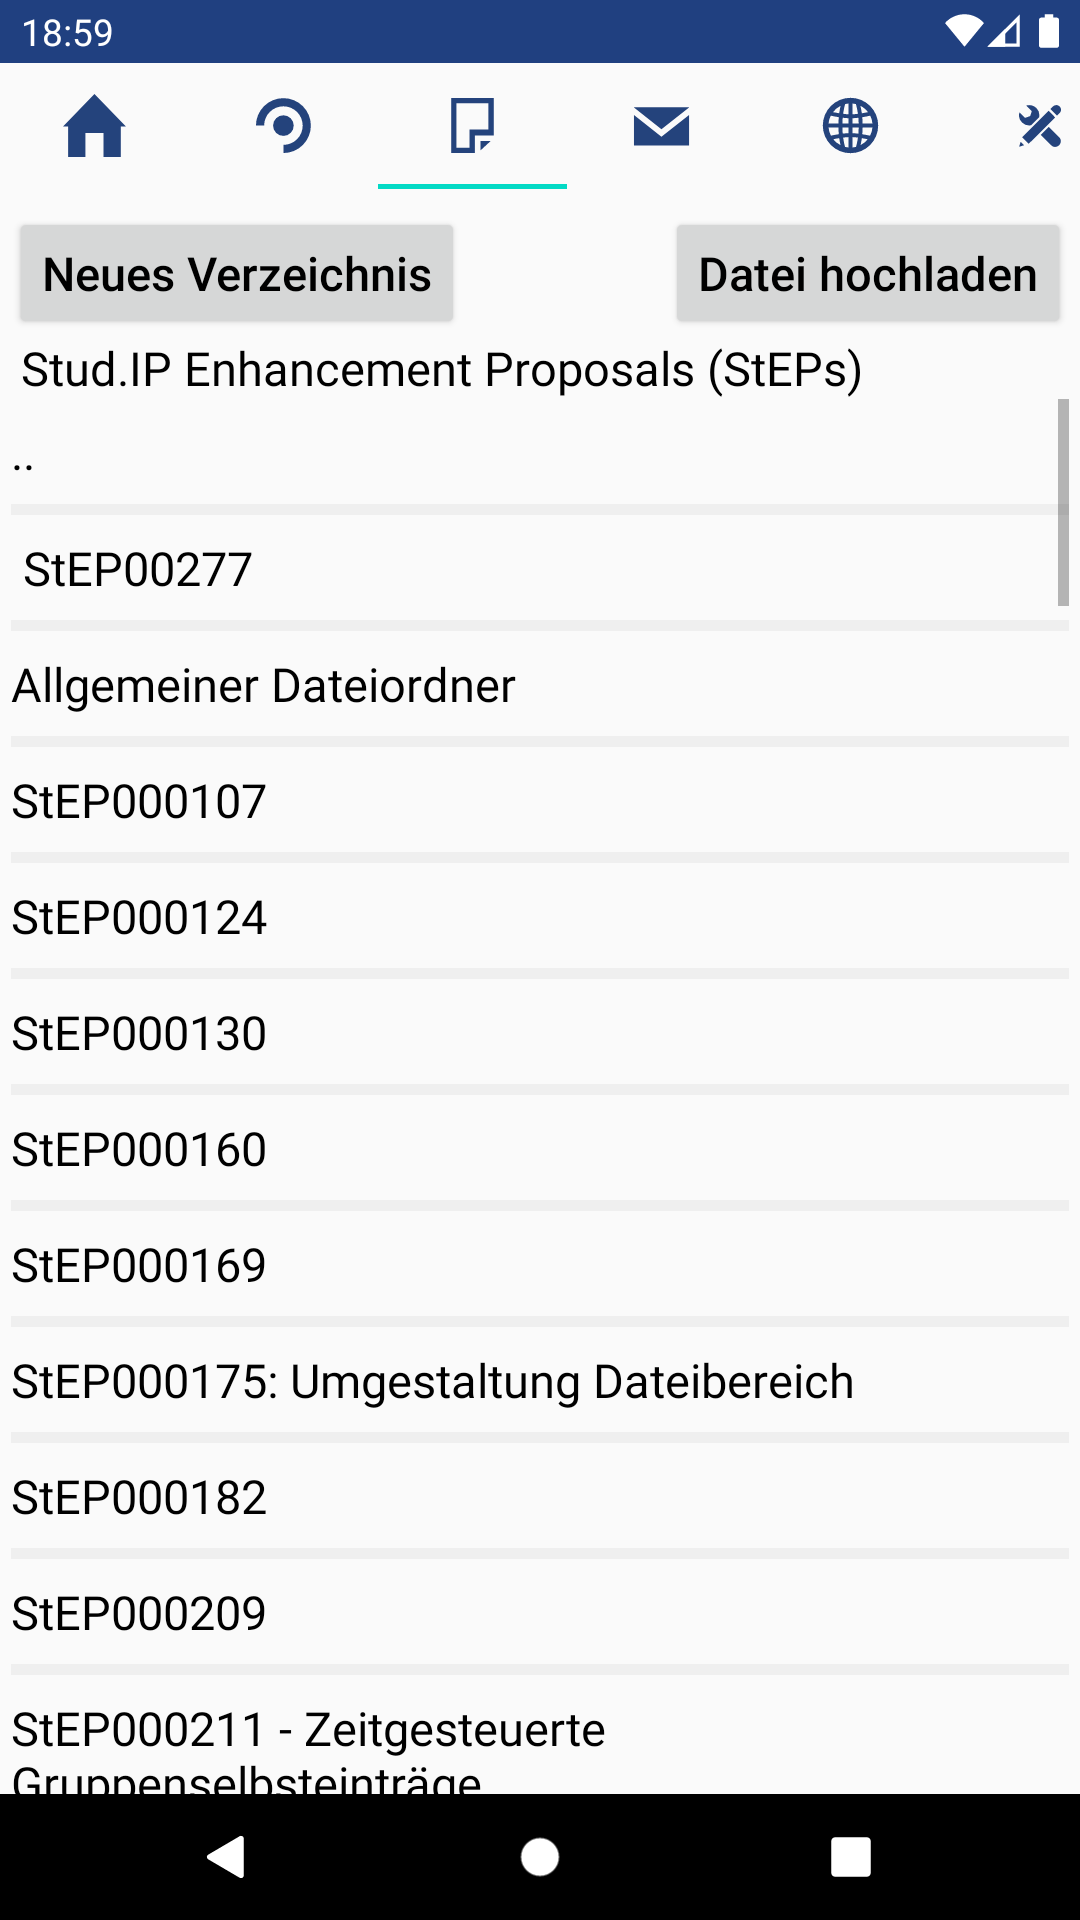 18:59
Neues Verzeichnis
Datei hochladen
Stud.IP Enhancement Proposals (StEPs)
..
StEP00277
Allgemeiner Dateiordner
StEP000107
StEP000124
StEP000130
StEP000160
StEP000169
StEP000175: Umgestaltung Dateibereich
StEP000182
StEP000209
StEP000211 - Zeitgesteuerte
Gruppenselbsteinträge